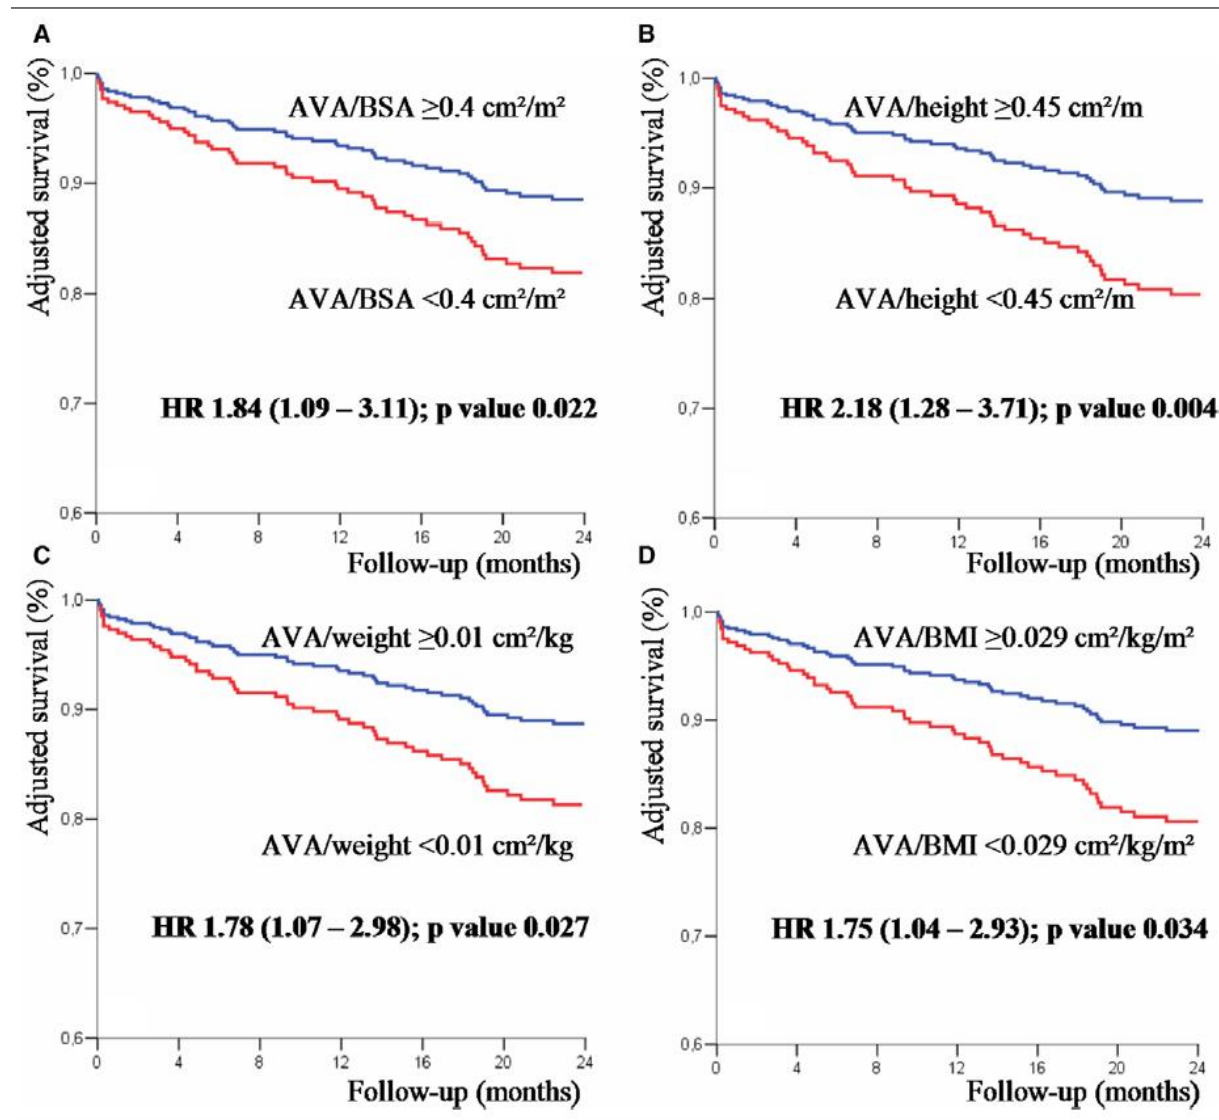 A
Adjusted survival (%)
1,0
0,9
0,8
0,7
0,6
AVA/BSA ≥0.4 cm²/m²
AVA/BSA <0.4 cm²/m²
HR 1.84 (1.09 – 3.11); p value 0.022
0 4 8 12 16 20 24
Follow-up (months)
B
Adjusted survival (%)
1,0
0,9
0,8
0,7
0,6
AVA/height ≥0.45 cm²/m
AVA/height <0.45 cm²/m
HR 2.18 (1.28 – 3.71); p value 0.004
0 4 8 12 16 20 24
Follow-up (months)
C
Adjusted survival (%)
1,0
0,9
0,8
0,7
0,6
AVA/weight ≥0.01 cm²/kg
AVA/weight <0.01 cm²/kg
HR 1.78 (1.07 – 2.98); p value 0.027
0 4 8 12 16 20 24
Follow-up (months)
D
Adjusted survival (%)
1,0
0,9
0,8
0,7
0,6
AVA/BMI ≥0.029 cm²/kg/m²
AVA/BMI <0.029 cm²/kg/m²
HR 1.75 (1.04 – 2.93); p value 0.034
0 4 8 12 16 20 24
Follow-up (months)